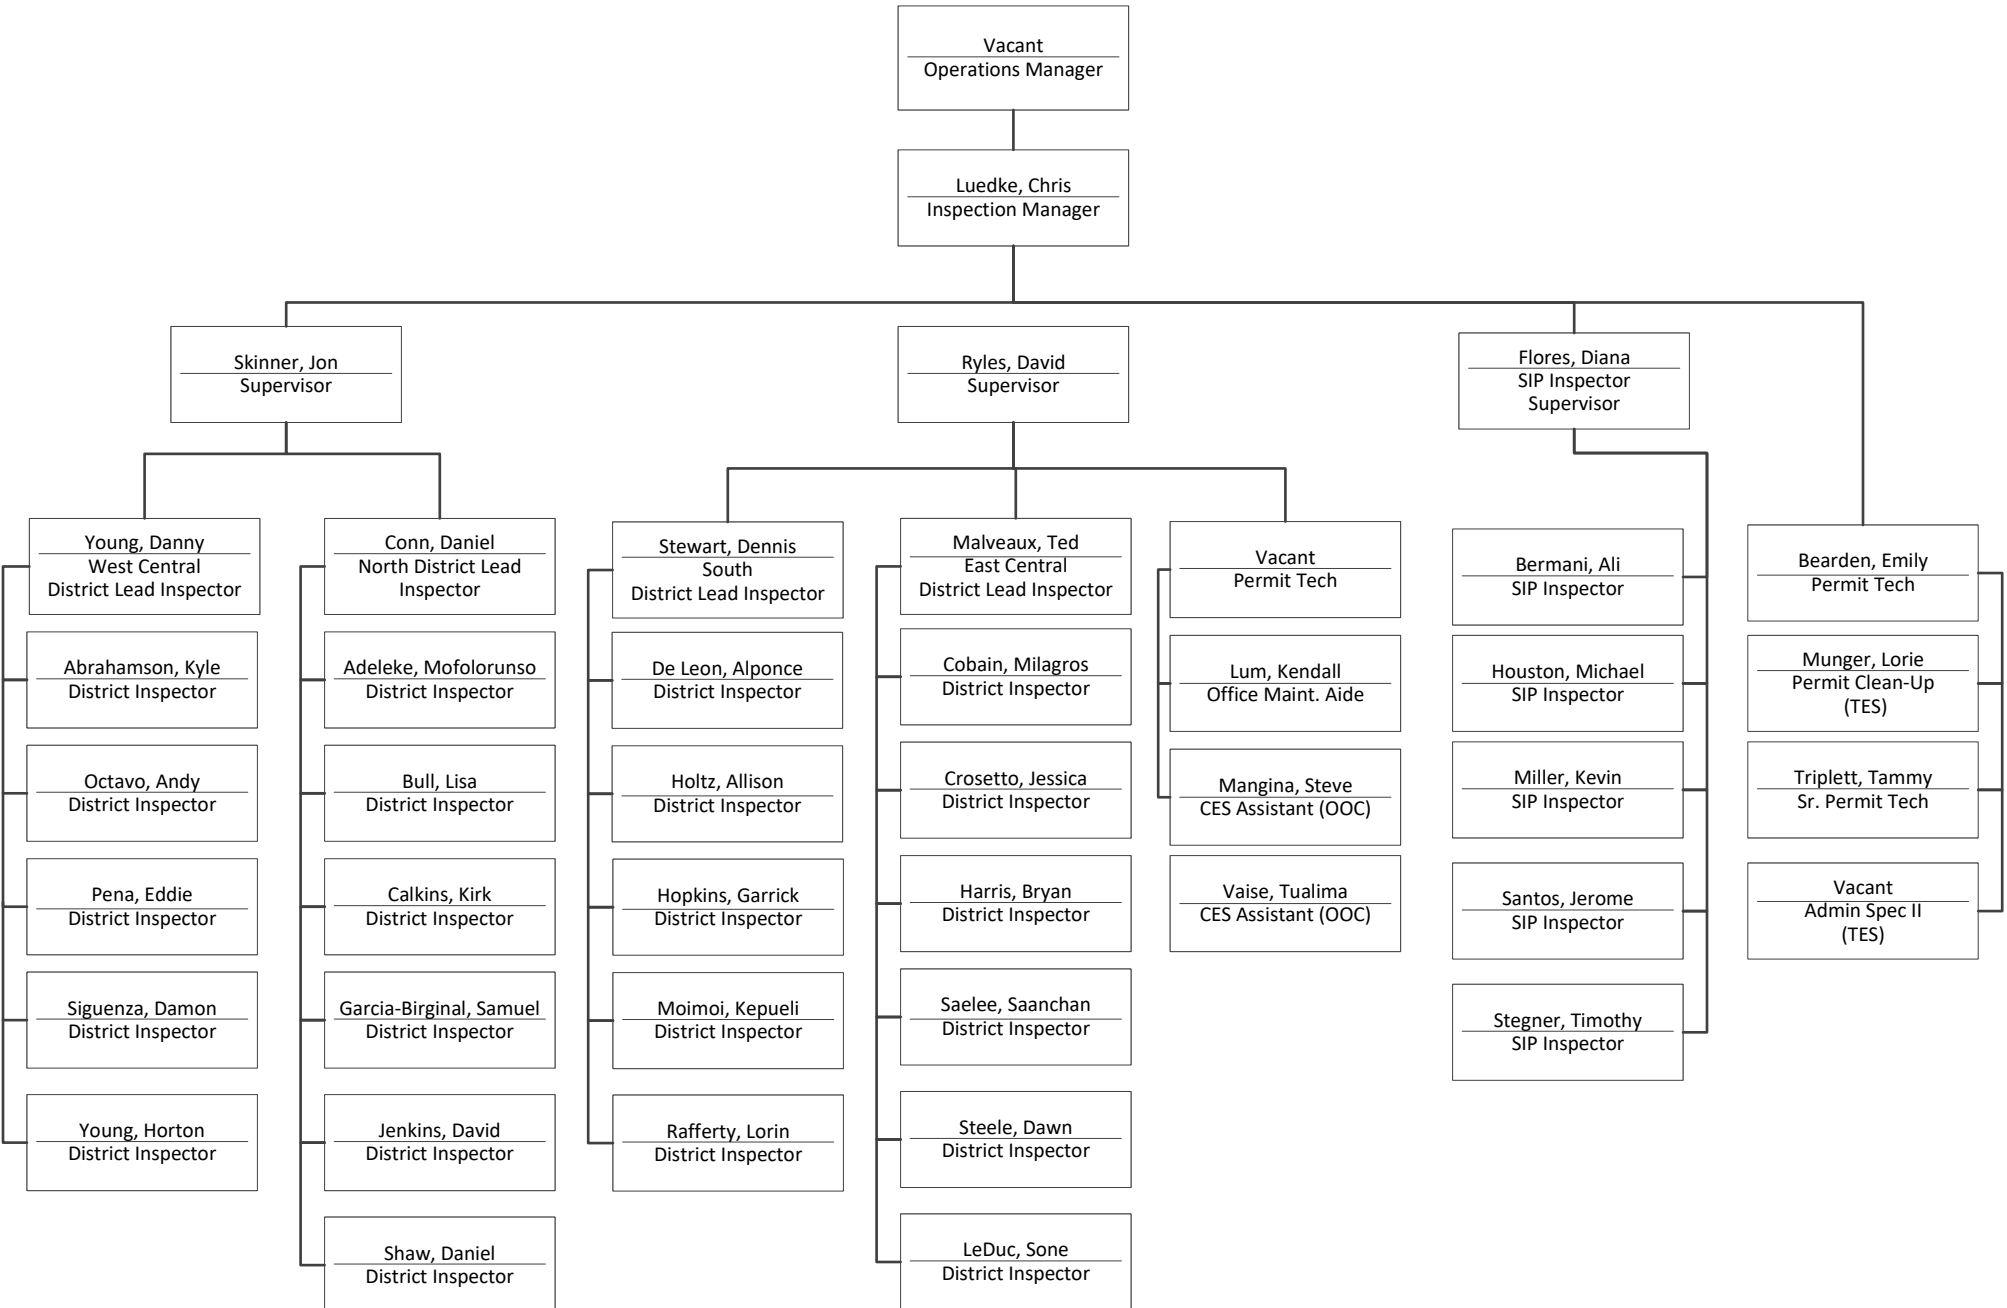 Vacant
Operations Manager
Luedke, Chris
Inspection Manager
Skinner, Jon
Supervisor
Ryles, David
Supervisor
Flores, Diana
SIP Inspector
Supervisor
Young, Danny
West Central
District Lead Inspector
Abrahamson, Kyle
District Inspector
Octavo, Andy
District Inspector
Pena, Eddie
District Inspector
Siguenza, Damon
District Inspector
Young, Horton
District Inspector
Conn, Daniel
North District Lead
Inspector
Adeleke, Mofolorunso
District Inspector
Bull, Lisa
District Inspector
Calkins, Kirk
District Inspector
Garcia-Birginal, Samuel
District Inspector
Jenkins, David
District Inspector
Shaw, Daniel
District Inspector
Stewart, Dennis
South
District Lead Inspector
De Leon, Alponce
District Inspector
Holtz, Allison
District Inspector
Hopkins, Garrick
District Inspector
Moimoi, Kepueli
District Inspector
Rafferty, Lorin
District Inspector
Malveaux, Ted
East Central
District Lead Inspector
Cobain, Milagros
District Inspector
Crosetto, Jessica
District Inspector
Harris, Bryan
District Inspector
Saelee, Saanchan
District Inspector
Steele, Dawn
District Inspector
LeDuc, Sone
District Inspector
Vacant
Permit Tech
Lum, Kendall
Office Maint. Aide
Mangina, Steve
CES Assistant (OOC)
Vaise, Tualima
CES Assistant (OOC)
Bermani, Ali
SIP Inspector
Houston, Michael
SIP Inspector
Miller, Kevin
SIP Inspector
Santos, Jerome
SIP Inspector
Stegner, Timothy
SIP Inspector
Bearden, Emily
Permit Tech
Munger, Lorie
Permit Clean-Up
(TES)
Triplett, Tammy
Sr. Permit Tech
Vacant
Admin Spec II
(TES)